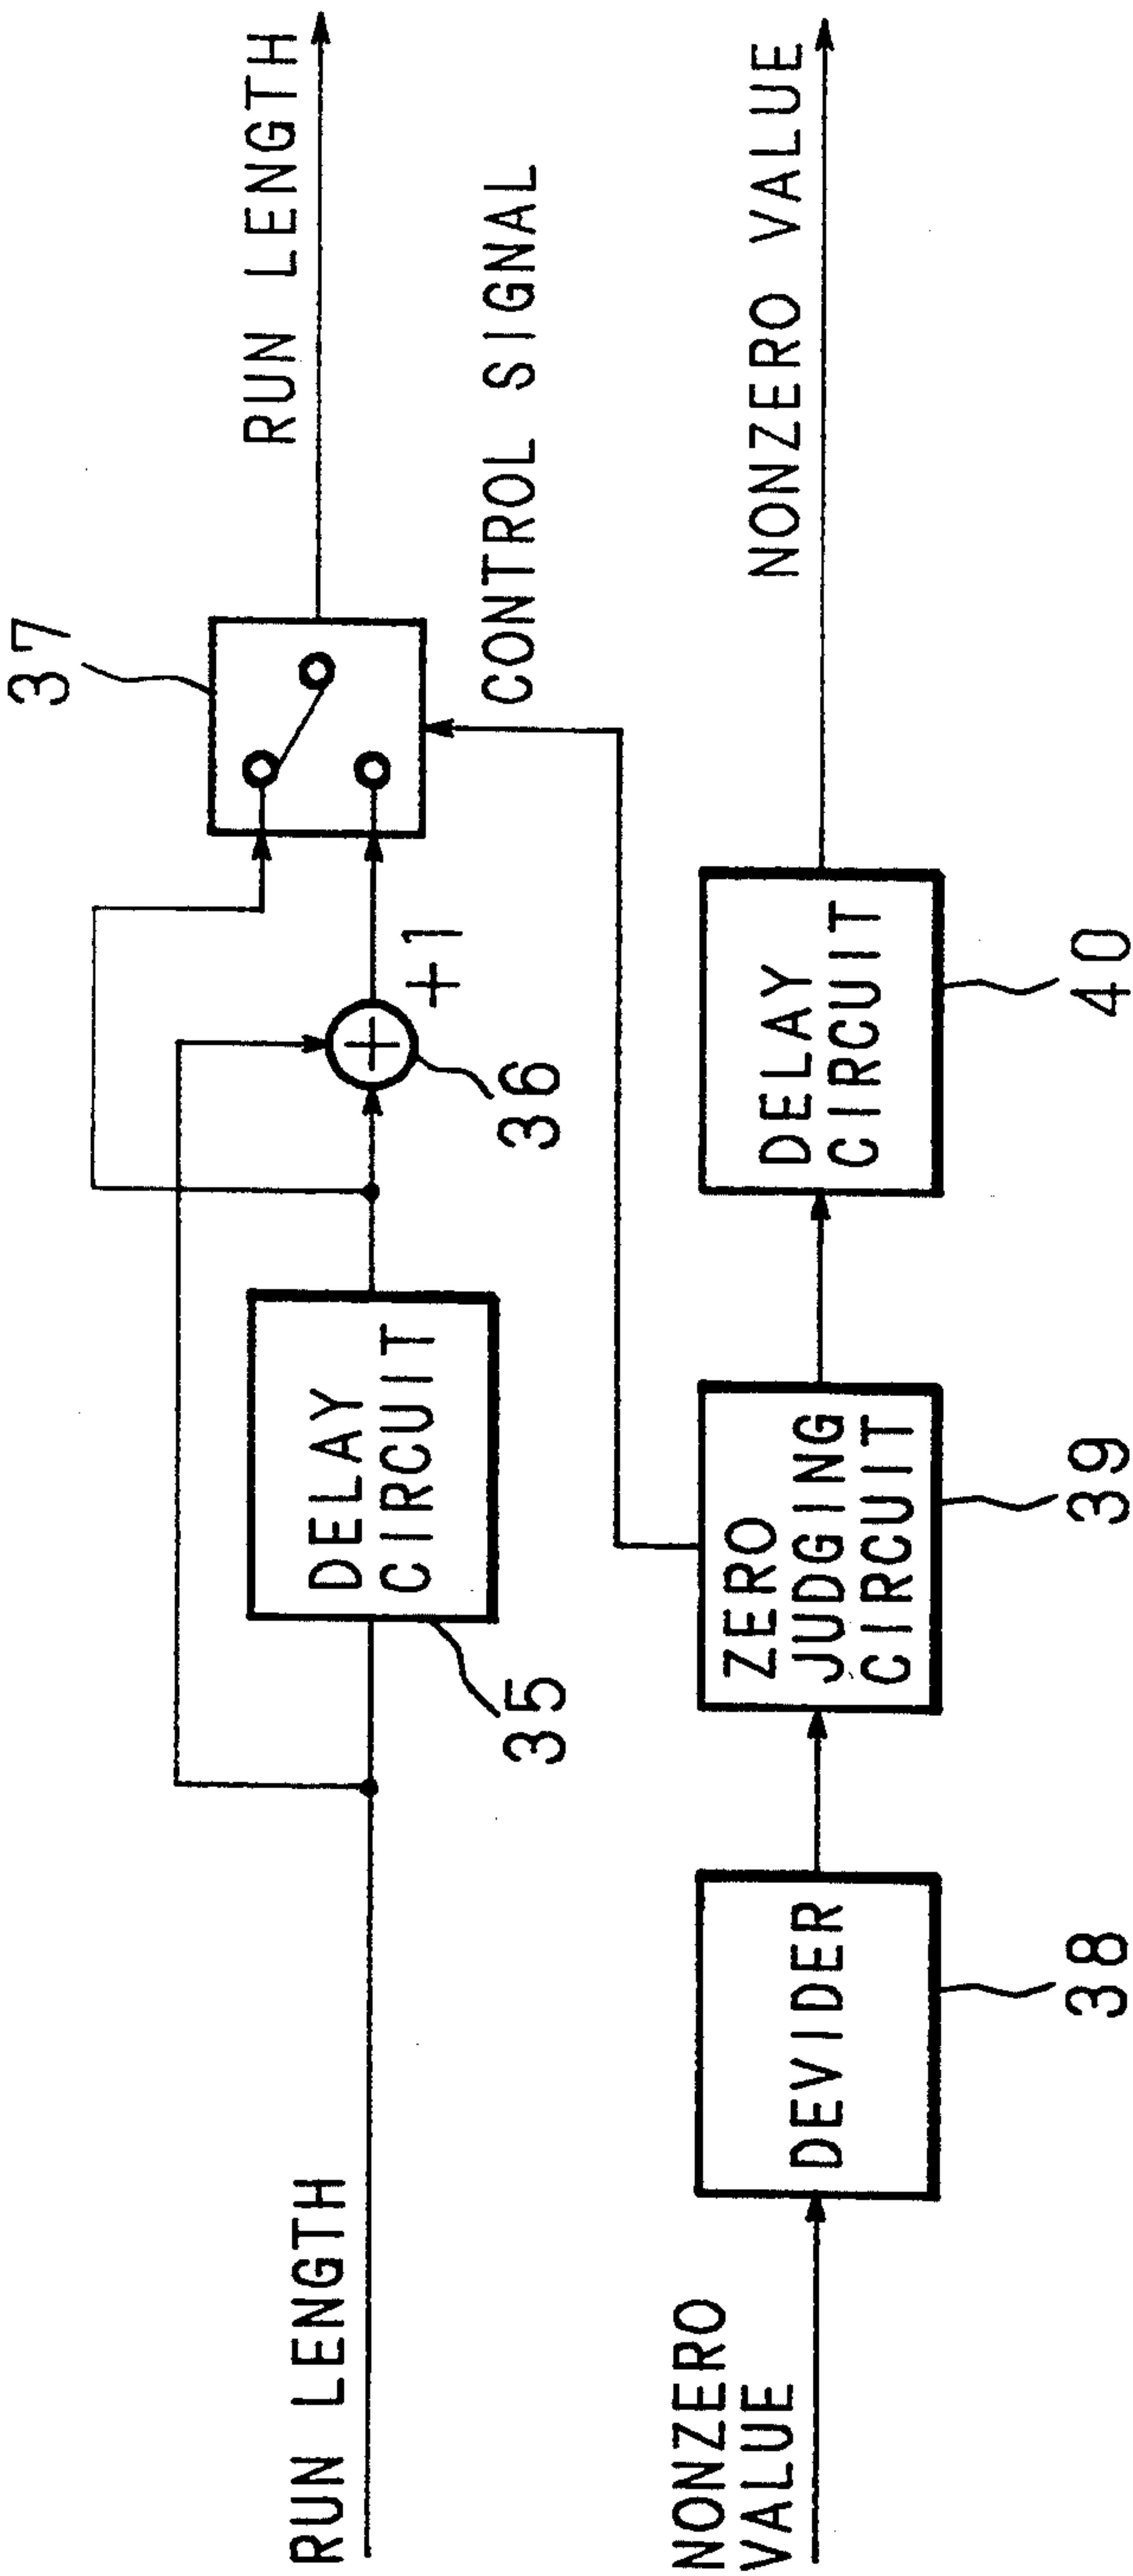 37
RUN LENGTH
+1
36
DELAY
CIRCUIT
35
RUN LENGTH
CONTROL SIGNAL
NONZERO VALUE
DELAY
CIRCUIT
40
ZERO
JUDGING
CIRCUIT
39
DEVIDER
38
NONZERO
VALUE